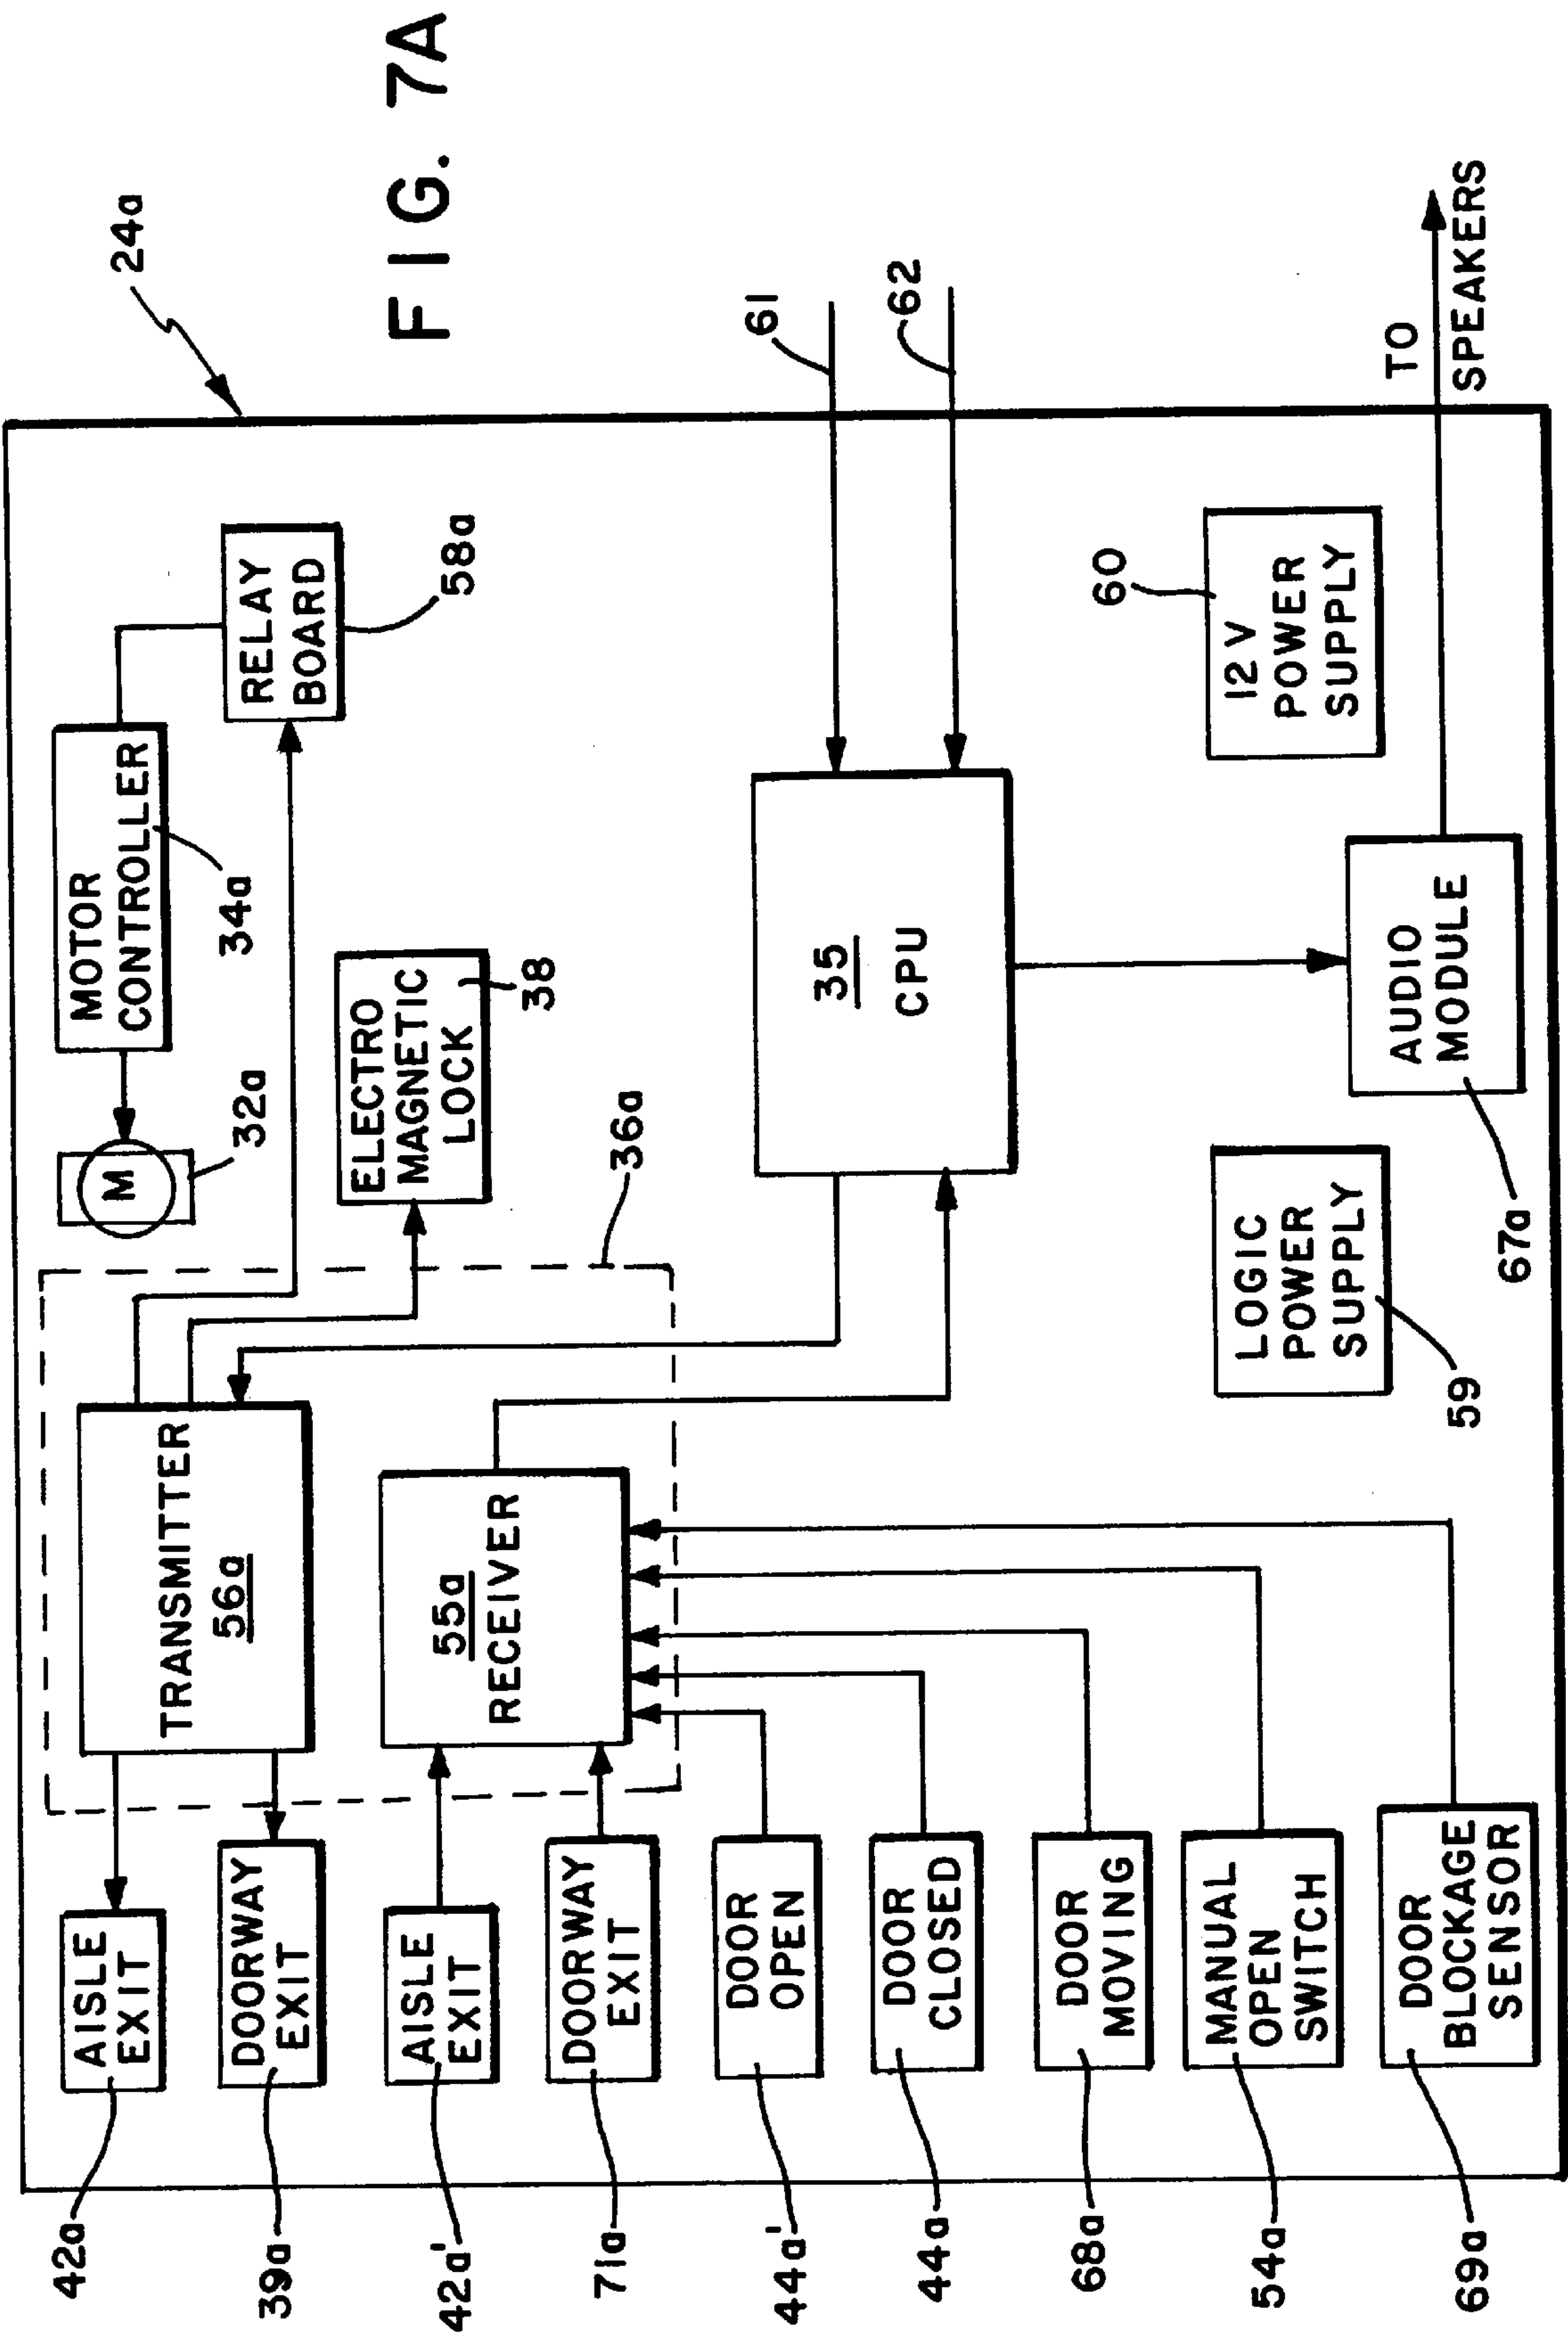 FIG. 7A
24a
42a
AISLE
EXIT
39a
DOORWAY
EXIT
42a'
AISLE
EXIT
71a
DOORWAY
EXIT
44a'
DOOR
OPEN
44a
DOOR
CLOSED
68a
DOOR
MOVING
54a
MANUAL
OPEN
SWITCH
69a
DOOR
BLOCKAGE
SENSOR
TRANSMITTER
56a
55a
RECEIVER
36a
M
32a
MOTOR
CONTROLLER
34a
RELAY
BOARD
58a
ELECTRO
MAGNETIC
LOCK
38
35
CPU
61
62
LOGIC
POWER
SUPPLY
59
12 V
POWER
SUPPLY
60
AUDIO
MODULE
67a
TO
SPEAKERS